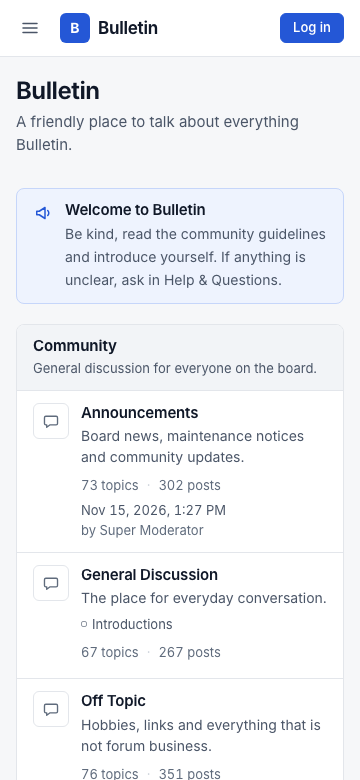 B Bulletin
Log in
Bulletin
A friendly place to talk about everything
Bulletin.
Welcome to Bulletin
Be kind, read the community guidelines
and introduce yourself. If anything is
unclear, ask in Help & Questions.
Community
General discussion for everyone on the board.
Announcements
Board news, maintenance notices
and community updates.
73 topics · 302 posts
Nov 15, 2026, 1:27 PM
by Super Moderator
General Discussion
The place for everyday conversation.
Introductions
67 topics · 267 posts
Off Topic
Hobbies, links and everything that is
not forum business.
76 topics · 351 posts